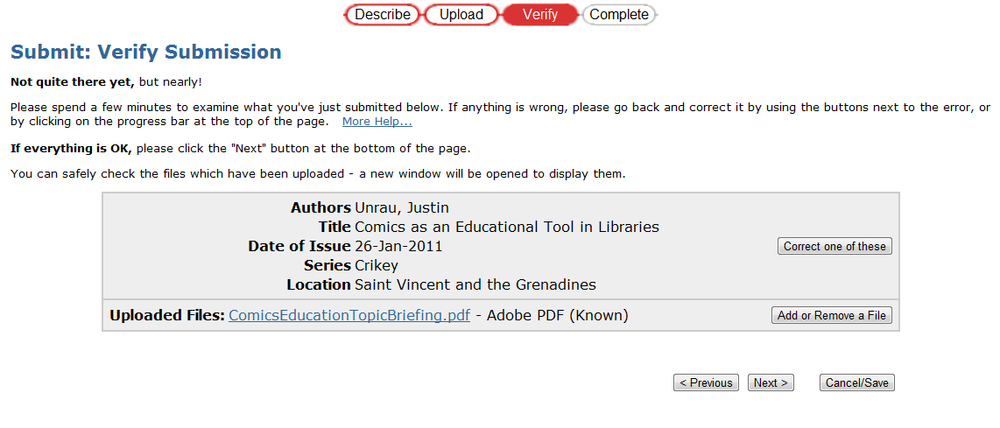 Describe Upload Verify Complete
Submit: Verify Submission
Not quite there yet, but nearly!
Please spend a few minutes to examine what you've just submitted below. If anything is wrong, please go back and correct it by using the buttons next to the error, or
by clicking on the progress bar at the top of the page. More Help...
If everything is OK, please click the "Next" button at the bottom of the page.
You can safely check the files which have been uploaded - a new window will be opened to display them.
Authors Unrau, Justin
Title Comics as an Educational Tool in Libraries
Date of Issue 26-Jan-2011 Correct one of these
Series Crikey
Location Saint Vincent and the Grenadines
Uploaded Files: ComicsEducationTopicBriefing.pdf - Adobe PDF (Known) Add or Remove a File
< Previous Next > Cancel/Save